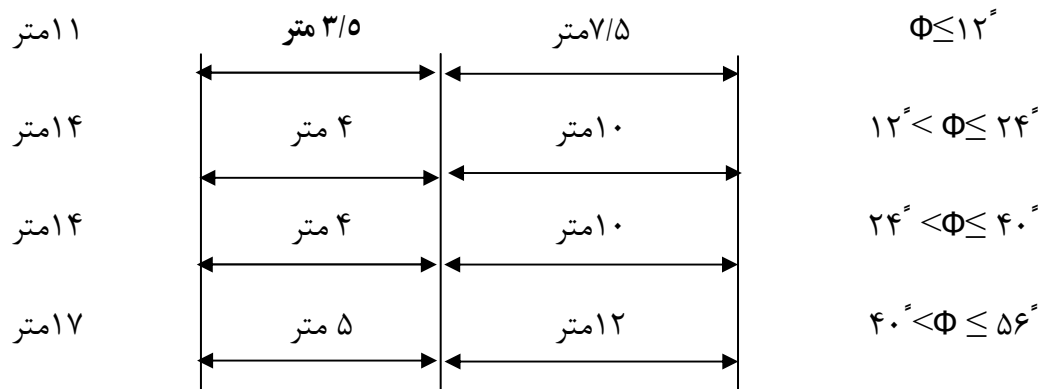 Φ≤۱۲ً ۷/۵متر ۳/۵ متر ۱۱متر
۱۲ً < Φ≤ ۲۴ً ۱۰متر ۴ متر ۱۴متر
۲۴ً <Φ≤ ۴۰ً ۱۰متر ۴ متر ۱۴متر
۴۰ً <Φ ≤ ۵۶ً ۱۲متر ۵ متر ۱۷متر